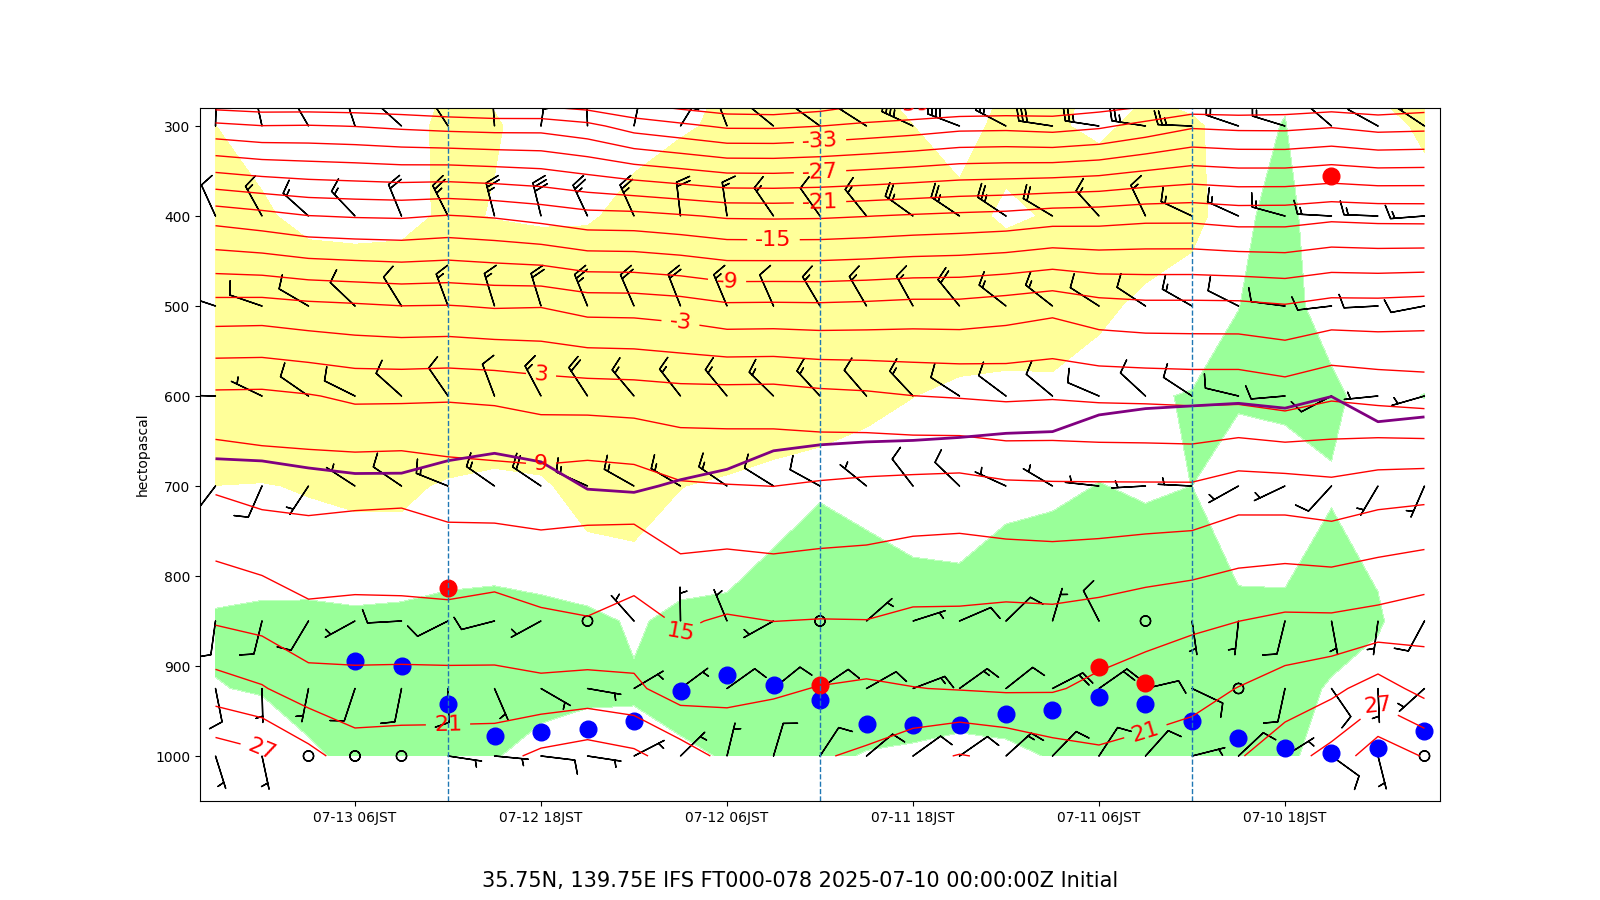 300
400
500
600
700
800
900
1000
hectopascal
-33
-27
-21
-15
-9
-3
3
9
15
21
27
21
27
07-13 06JST
07-12 18JST
07-12 06JST
07-11 18JST
07-11 06JST
07-10 18JST
35.75N, 139.75E IFS FT000-078 2025-07-10 00:00:00Z Initial